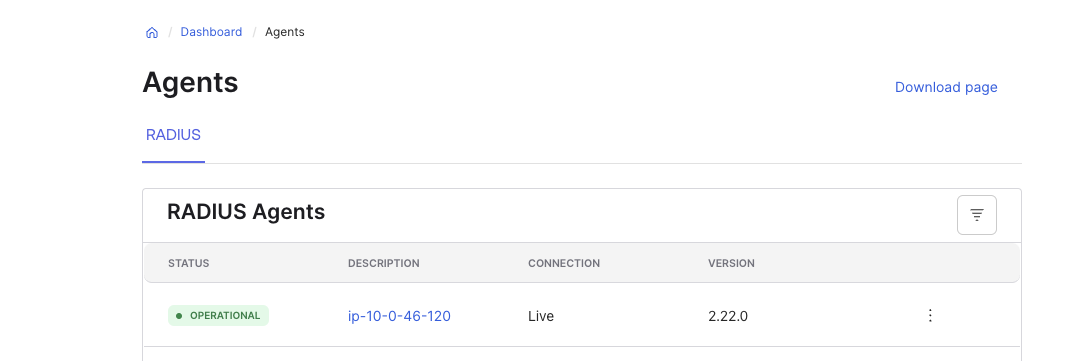 / Dashboard / Agents
Agents
Download page
RADIUS
RADIUS Agents
STATUS DESCRIPTION CONNECTION VERSION
OPERATIONAL ip-10-0-46-120 Live 2.22.0